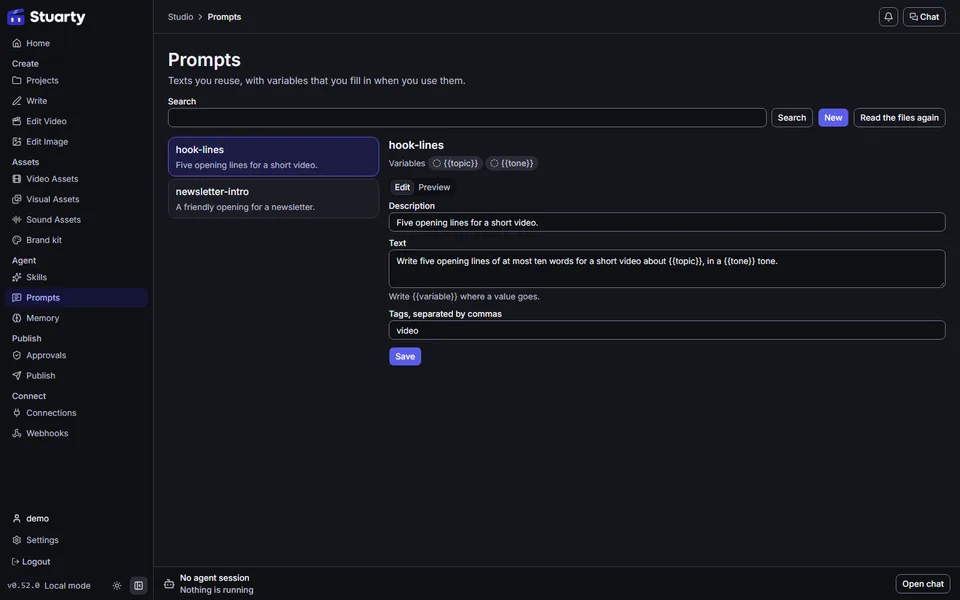 Stuarty
Studio > Prompts
Chat
Home
Create
Projects
Write
Edit Video
Edit Image
Assets
Video Assets
Visual Assets
Sound Assets
Brand kit
Agent
Skills
Prompts
Memory
Publish
Approvals
Publish
Connect
Connections
Webhooks
demo
Settings
Logout
v0.52.0 Local mode
Prompts
Texts you reuse, with variables that you fill in when you use them.
Search
Search New Read the files again
hook-lines
Five opening lines for a short video.
newsletter-intro
A friendly opening for a newsletter.
hook-lines
Variables {{topic}} {{tone}}
Edit Preview
Description
Five opening lines for a short video.
Text
Write five opening lines of at most ten words for a short video about {{topic}}, in a {{tone}} tone.
Write {{variable}} where a value goes.
Tags, separated by commas
video
Save
No agent session
Nothing is running
Open chat